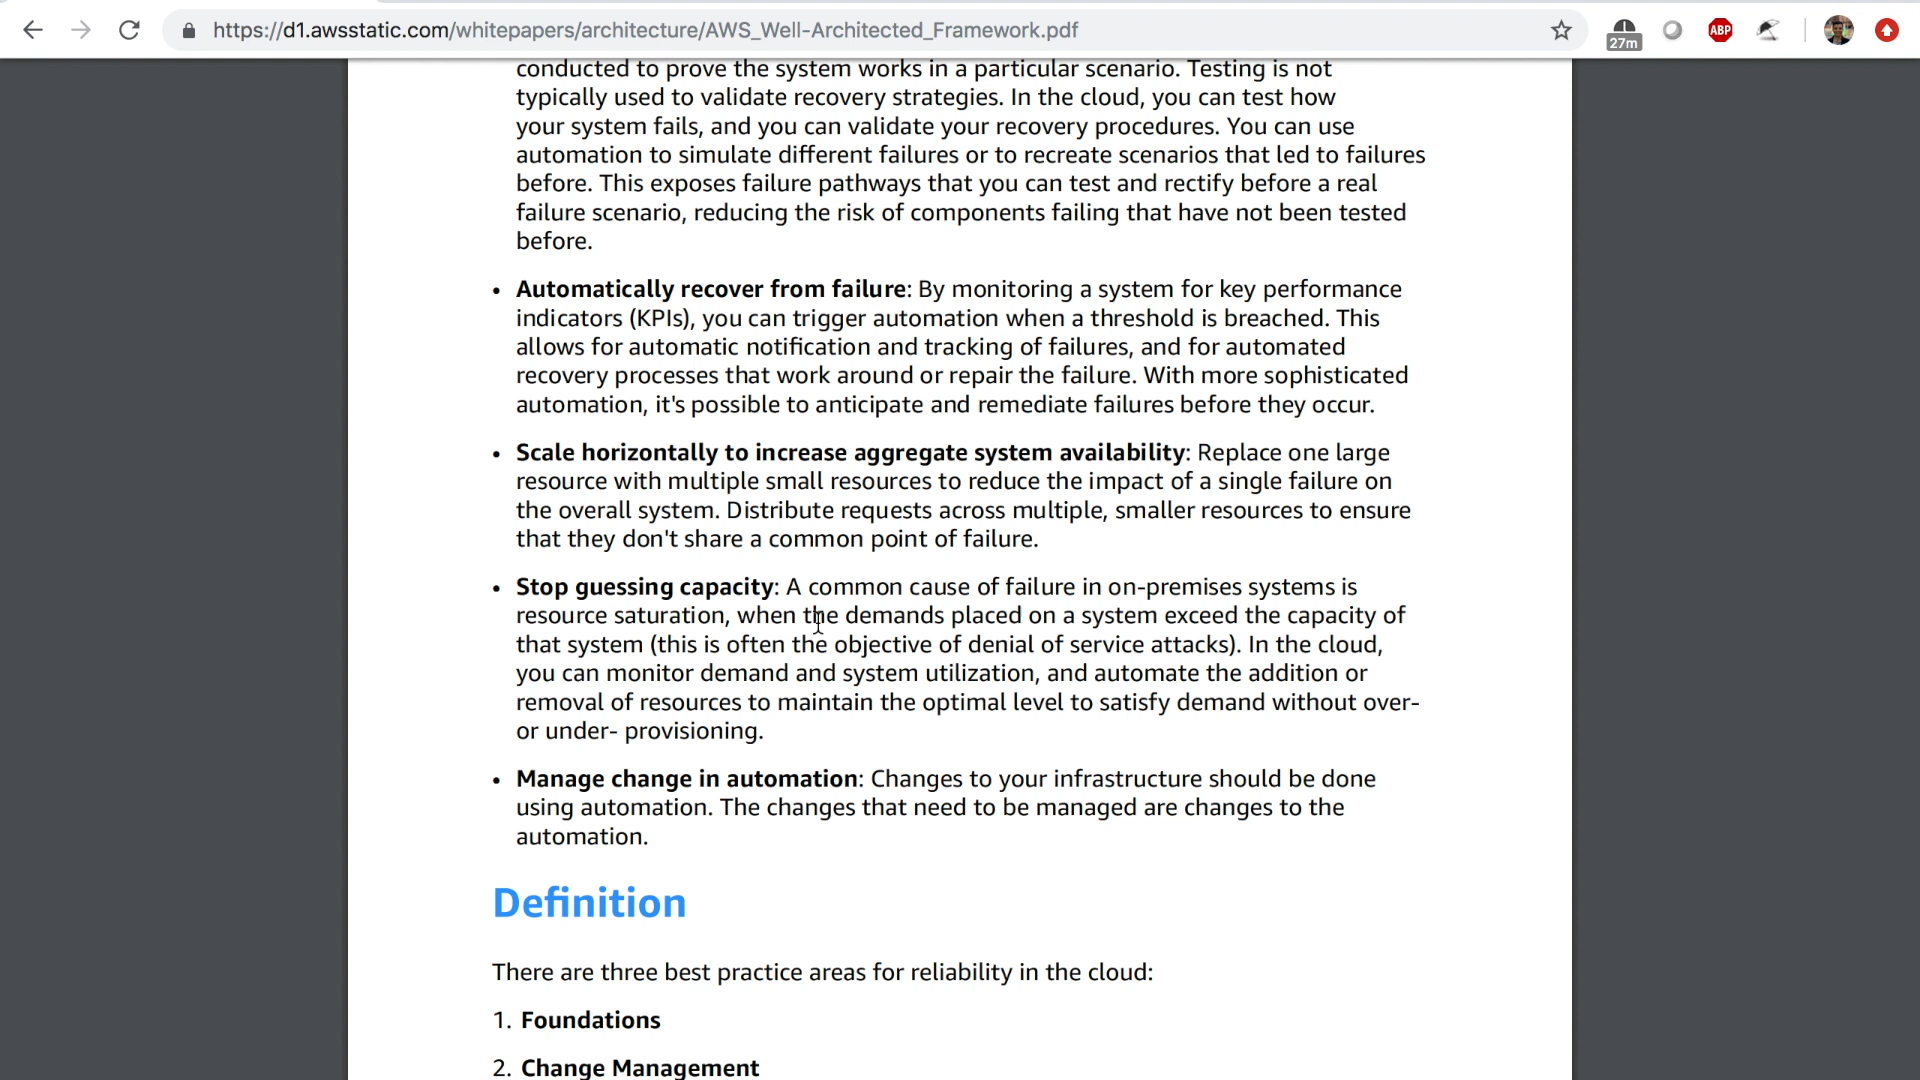 https://d1.awsstatic.com/whitepapers/architecture/AWS_Well-Architected_Framework.pdf
27m
ABP
conducted to prove the system works in a particular scenario. Testing is not
typically used to validate recovery strategies. In the cloud, you can test how
your system fails, and you can validate your recovery procedures. You can use
automation to simulate different failures or to recreate scenarios that led to failures
before. This exposes failure pathways that you can test and rectify before a real
failure scenario, reducing the risk of components failing that have not been tested
before.
• Automatically recover from failure: By monitoring a system for key performance
indicators (KPIs), you can trigger automation when a threshold is breached. This
allows for automatic notification and tracking of failures, and for automated
recovery processes that work around or repair the failure. With more sophisticated
automation, it's possible to anticipate and remediate failures before they occur.
• Scale horizontally to increase aggregate system availability: Replace one large
resource with multiple small resources to reduce the impact of a single failure on
the overall system. Distribute requests across multiple, smaller resources to ensure
that they don't share a common point of failure.
• Stop guessing capacity: A common cause of failure in on-premises systems is
resource saturation, when the demands placed on a system exceed the capacity of
that system (this is often the objective of denial of service attacks). In the cloud,
you can monitor demand and system utilization, and automate the addition or
removal of resources to maintain the optimal level to satisfy demand without over-
or under- provisioning.
• Manage change in automation: Changes to your infrastructure should be done
using automation. The changes that need to be managed are changes to the
automation.
Definition
There are three best practice areas for reliability in the cloud:
1. Foundations
2. Change Management